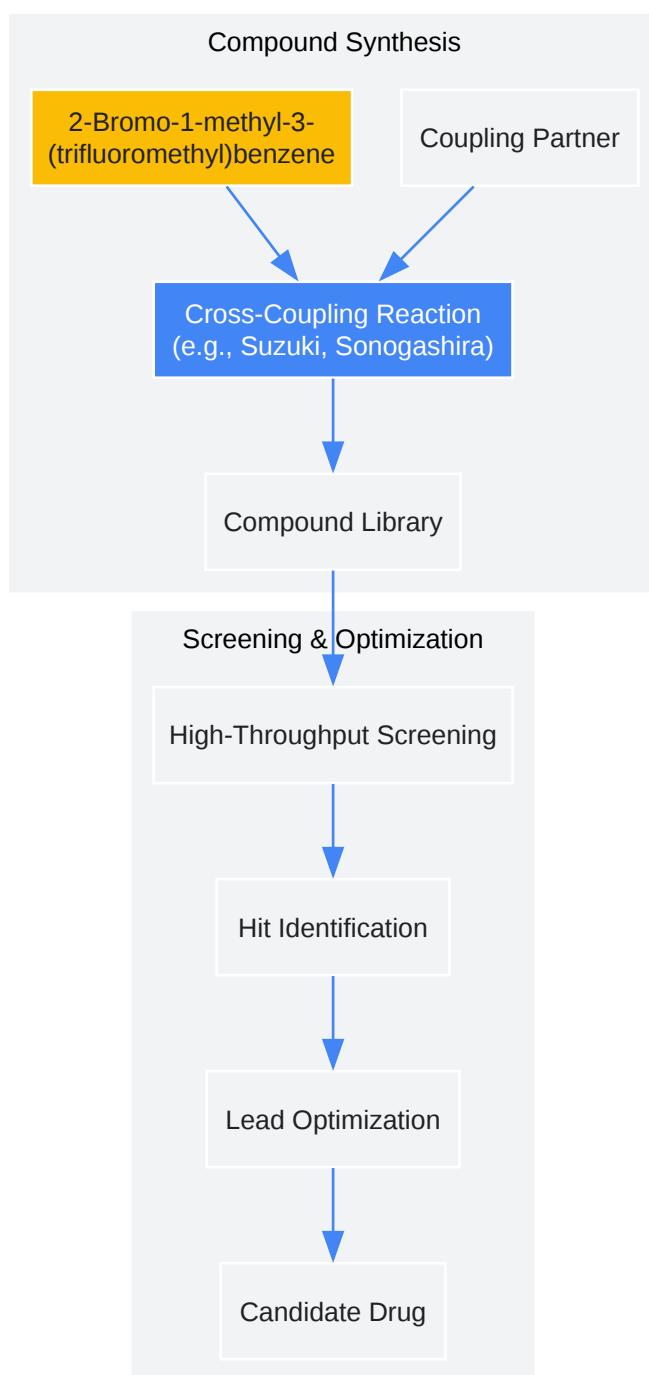 Compound Synthesis
2-Bromo-1-methyl-3-
(trifluoromethyl)benzene
Coupling Partner
Cross-Coupling Reaction
(e.g., Suzuki, Sonogashira)
Compound Library
Screening & Optimization
High-Throughput Screening
Hit Identification
Lead Optimization
Candidate Drug